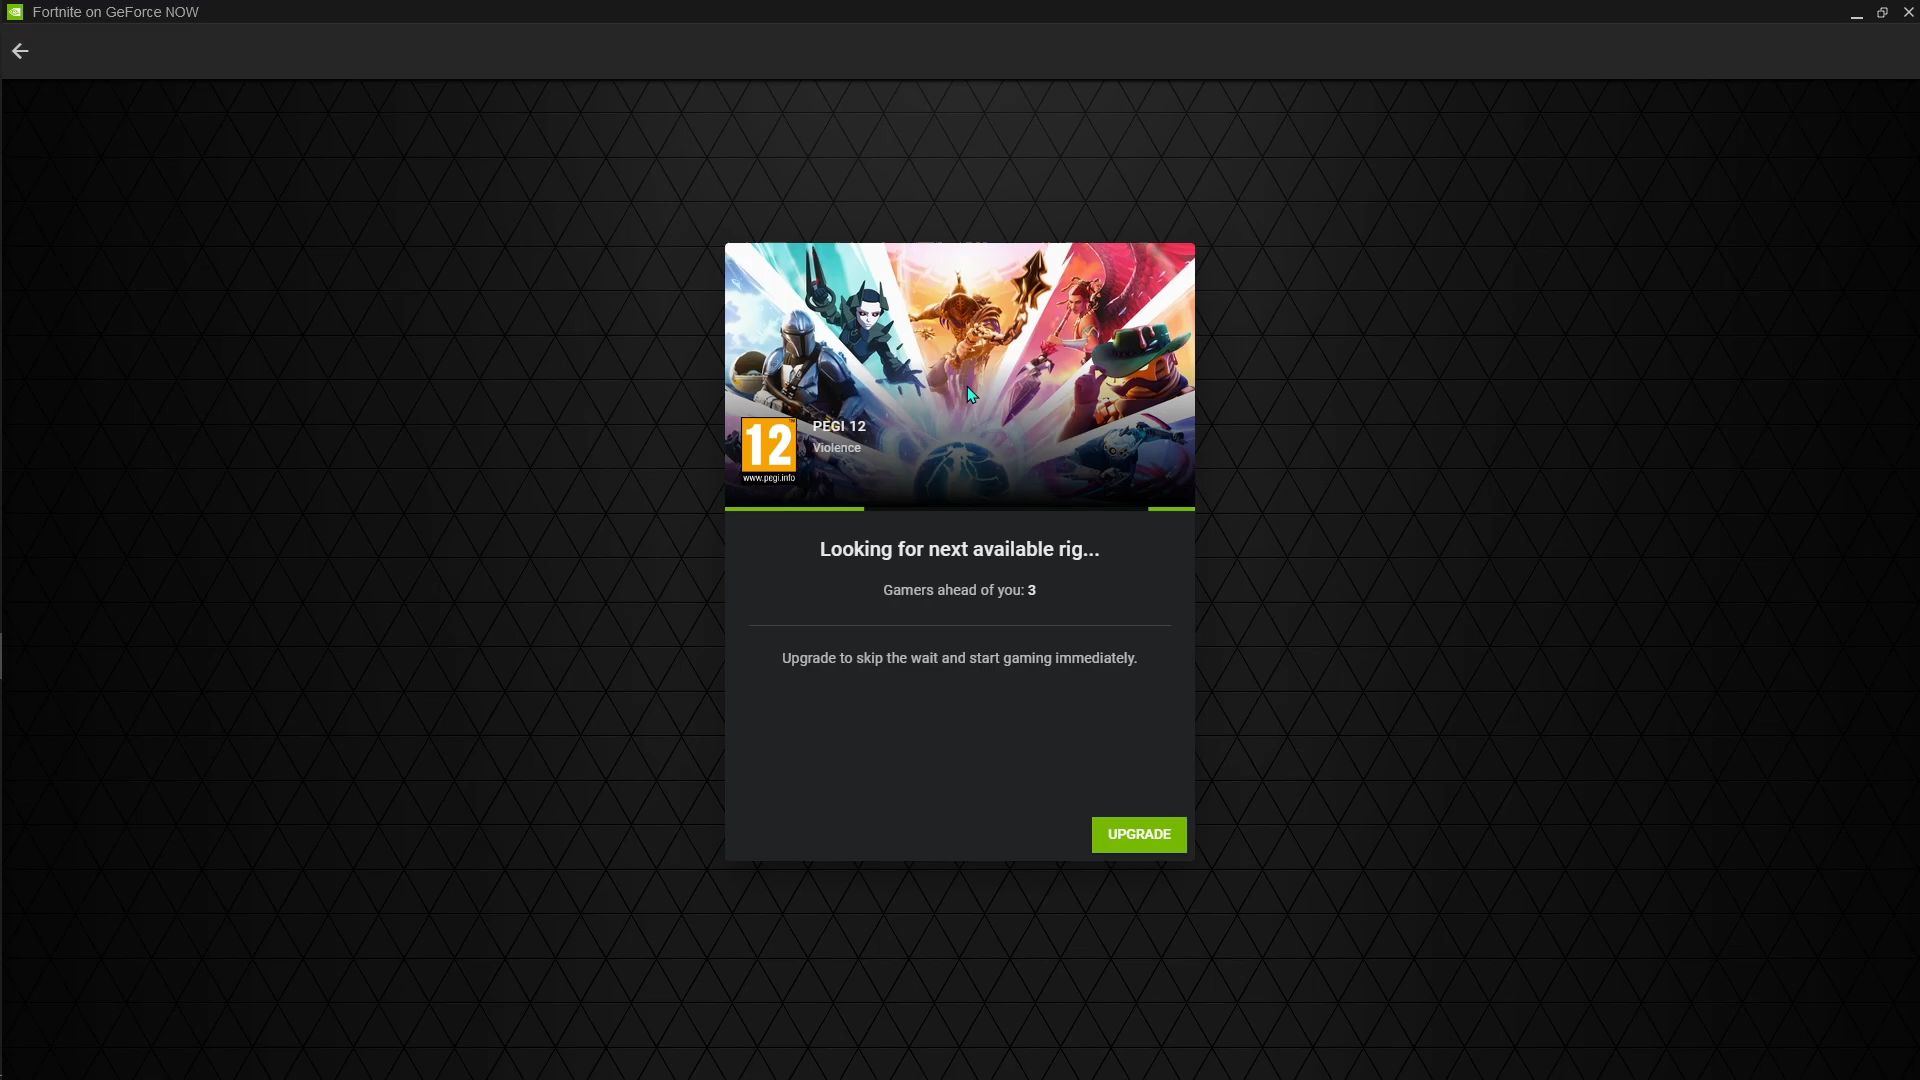 Fortnite on GeForce NOW
12
www.pegi.info
PEGI 12
Violence
Looking for next available rig...
Gamers ahead of you: 3
Upgrade to skip the wait and start gaming immediately.
UPGRADE